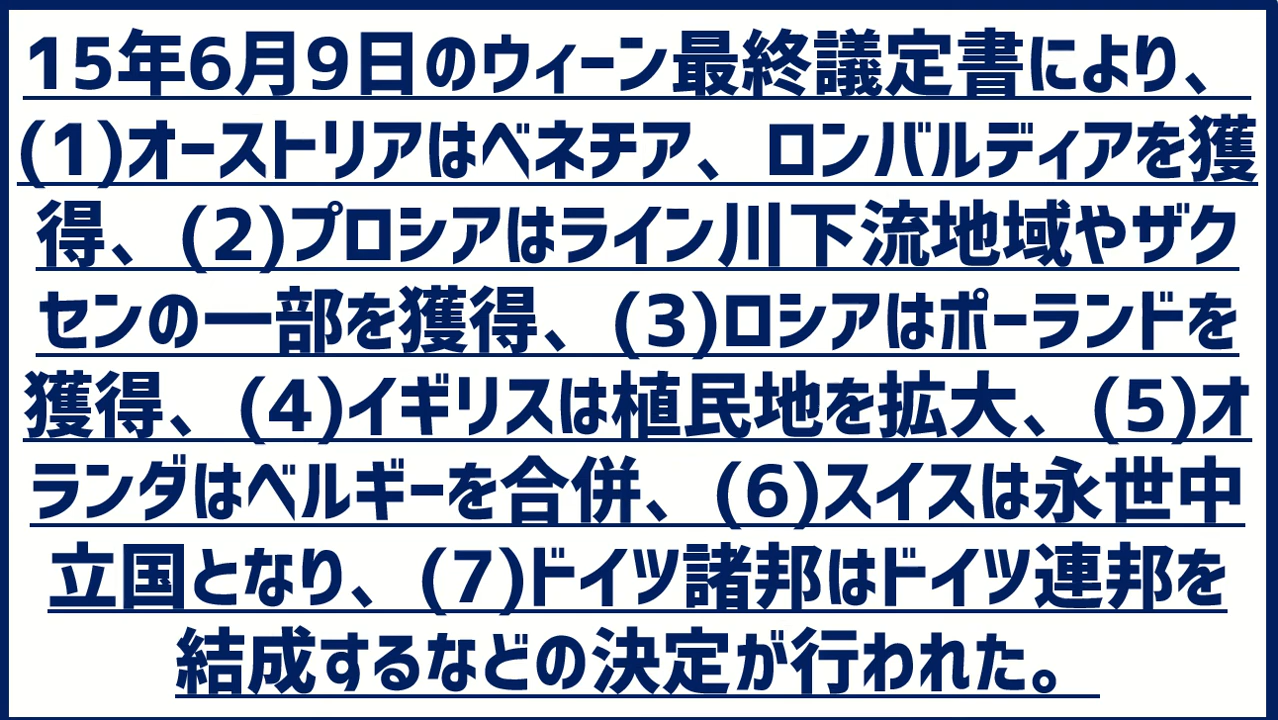 15年6月9日のウィーン最終議定書により、
(1)オーストリアはベネチア、ロンバルディアを獲
得、(2)プロシアはライン川下流地域やザク
センの一部を獲得、(3)ロシアはポーランドを
獲得、(4)イギリスは植民地を拡大、(5)オ
ランダはベルギーを合併、(6)スイスは永世中
立国となり、(7)ドイツ諸邦はドイツ連邦を
結成するなどの決定が行われた。